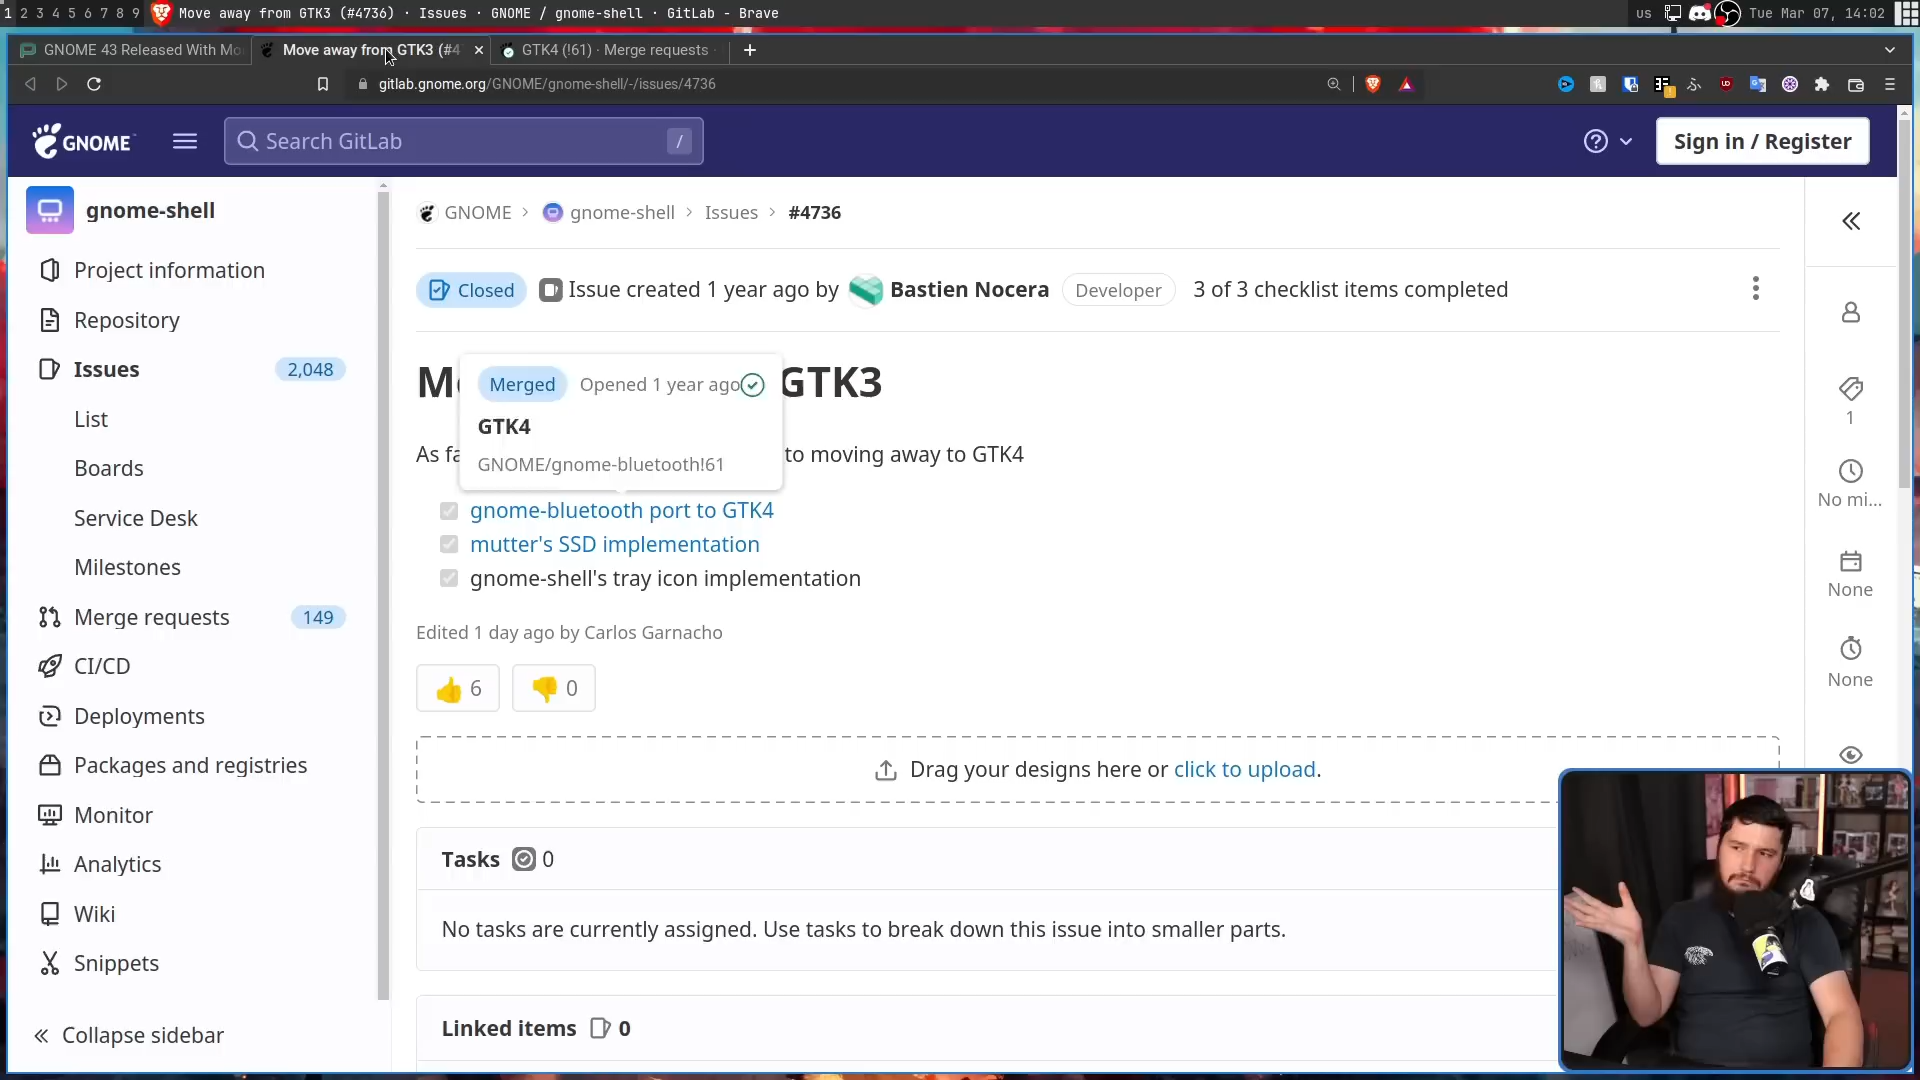 1 2 3 4 5 6 7 8 9 Move away from GTK3 (#4736) · Issues · GNOME / gnome-shell · GitLab - Brave us Tue Mar 07, 14:02
GNOME 43 Released With Mo Move away from GTK3 (#4 GTK4 (!61) · Merge requests ·
gitlab.gnome.org/GNOME/gnome-shell/-/issues/4736
GNOME Search GitLab / Sign in / Register
gnome-shell
Project information
Repository
Issues 2,048
List
Boards
Service Desk
Milestones
Merge requests 149
CI/CD
Deployments
Packages and registries
Monitor
Analytics
Wiki
Snippets
Collapse sidebar
GNOME > gnome-shell > Issues > #4736
Closed Issue created 1 year ago by Bastien Nocera Developer 3 of 3 checklist items completed
GTK3
Merged Opened 1 year ago
GTK4
GNOME/gnome-bluetooth!61
As fa to moving away to GTK4
gnome-bluetooth port to GTK4
mutter's SSD implementation
gnome-shell's tray icon implementation
Edited 1 day ago by Carlos Garnacho
👍 6 👎 0
Drag your designs here or click to upload.
Tasks 0
No tasks are currently assigned. Use tasks to break down this issue into smaller parts.
Linked items 0
1
No mi...
None
None